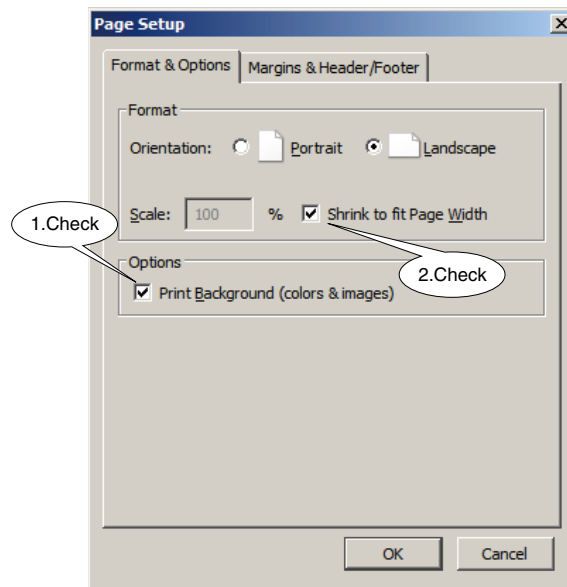 Page Setup
Format & Options Margins & Header/Footer
Format
Orientation: Portrait Landscape
Scale: 100 % Shrink to fit Page Width
1.Check
Options
2.Check
Print Background (colors & images)
OK Cancel